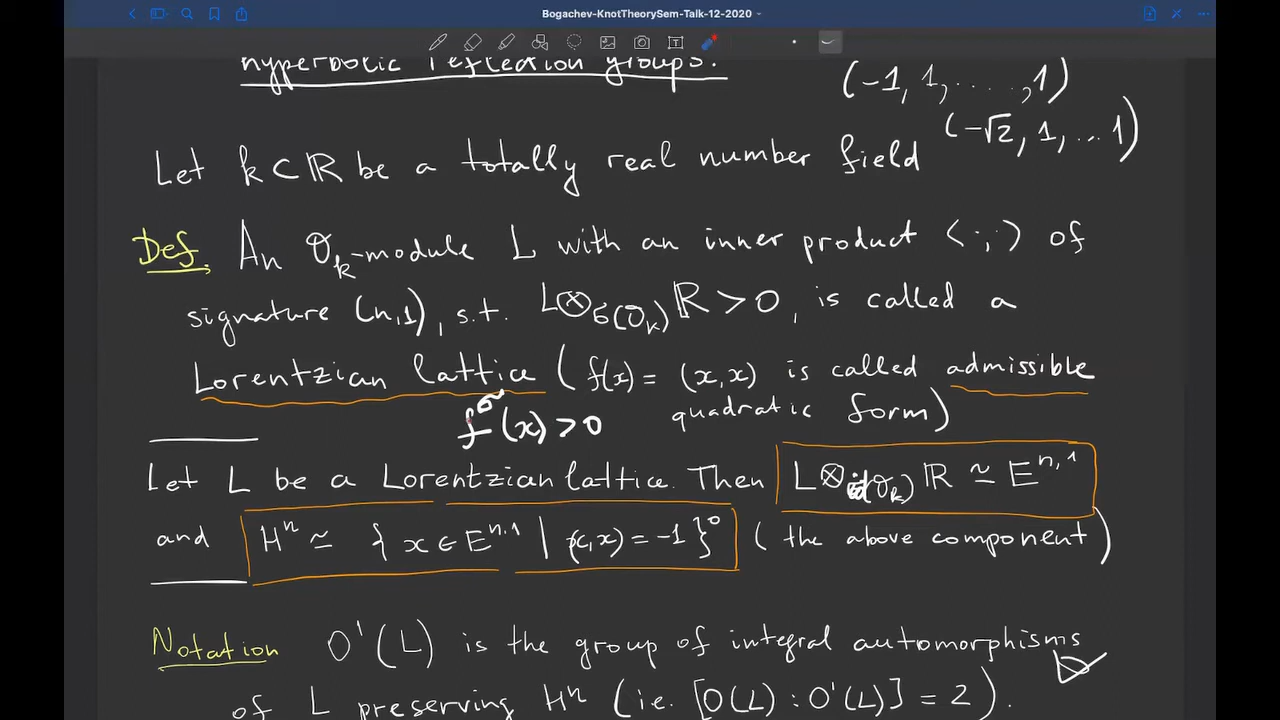 Bogachev-KnotTheorySem-Talk-12-2020
hyperbolic reflection groups.
(-1, 1, ....., 1)
(-√2, 1, ... 1)
Let k ⊂ ℝ be a totally real number field
Def. An 𝒪_k-module L with an inner product (·,·) of
signature (n,1), s.t. L⊗_σ(𝒪_k) ℝ > 0, is called a
Lorentzian lattice (f(x) = (x,x) is called admissible
quadratic form)
f^σ(x) > 0
Let L be a Lorentzian lattice. Then L⊗_id(𝒪_k) ℝ ≃ E^{n,1}
and H^n ≃ { x ∈ E^{n,1} | (x,x) = -1 }^0 (the above component)
Notation O'(L) is the group of integral automorphisms
of L preserving H^n (i.e. [O(L) : O'(L)] = 2).